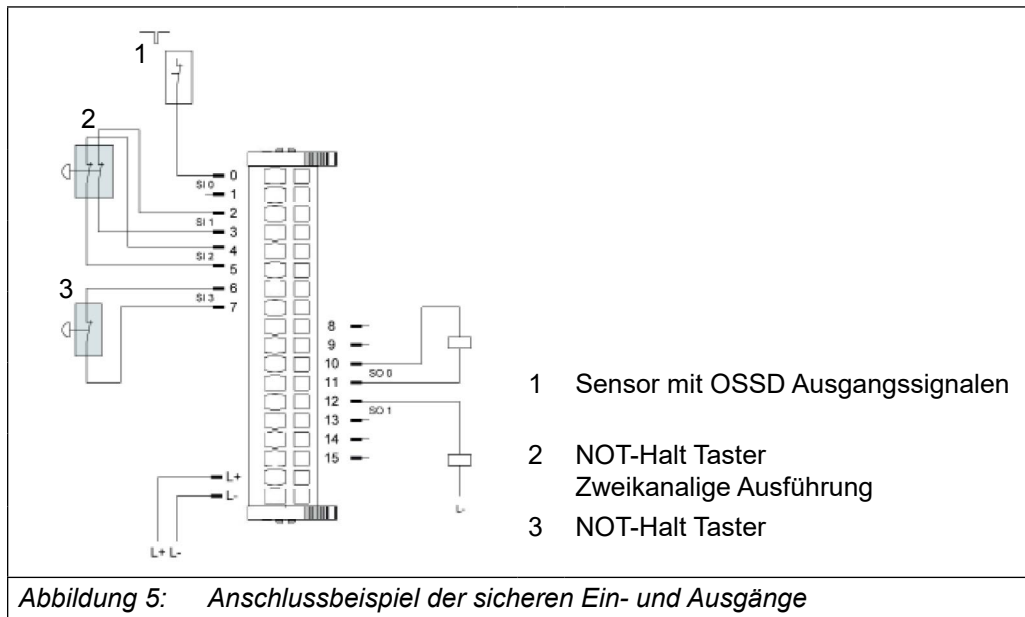 1
2
SI 0
0
1
2
SI 1
3
4
SI 2
5
3
6
SI 3
7
8
9
10
SO 0
11
12
SO 1
13
14
15
L+
L-
L+ L-
L-
1 Sensor mit OSSD Ausgangssignalen
2 NOT-Halt Taster
Zweikanalige Ausführung
3 NOT-Halt Taster
Abbildung 5: Anschlussbeispiel der sicheren Ein- und Ausgänge